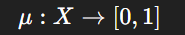 μ : X → [0, 1]